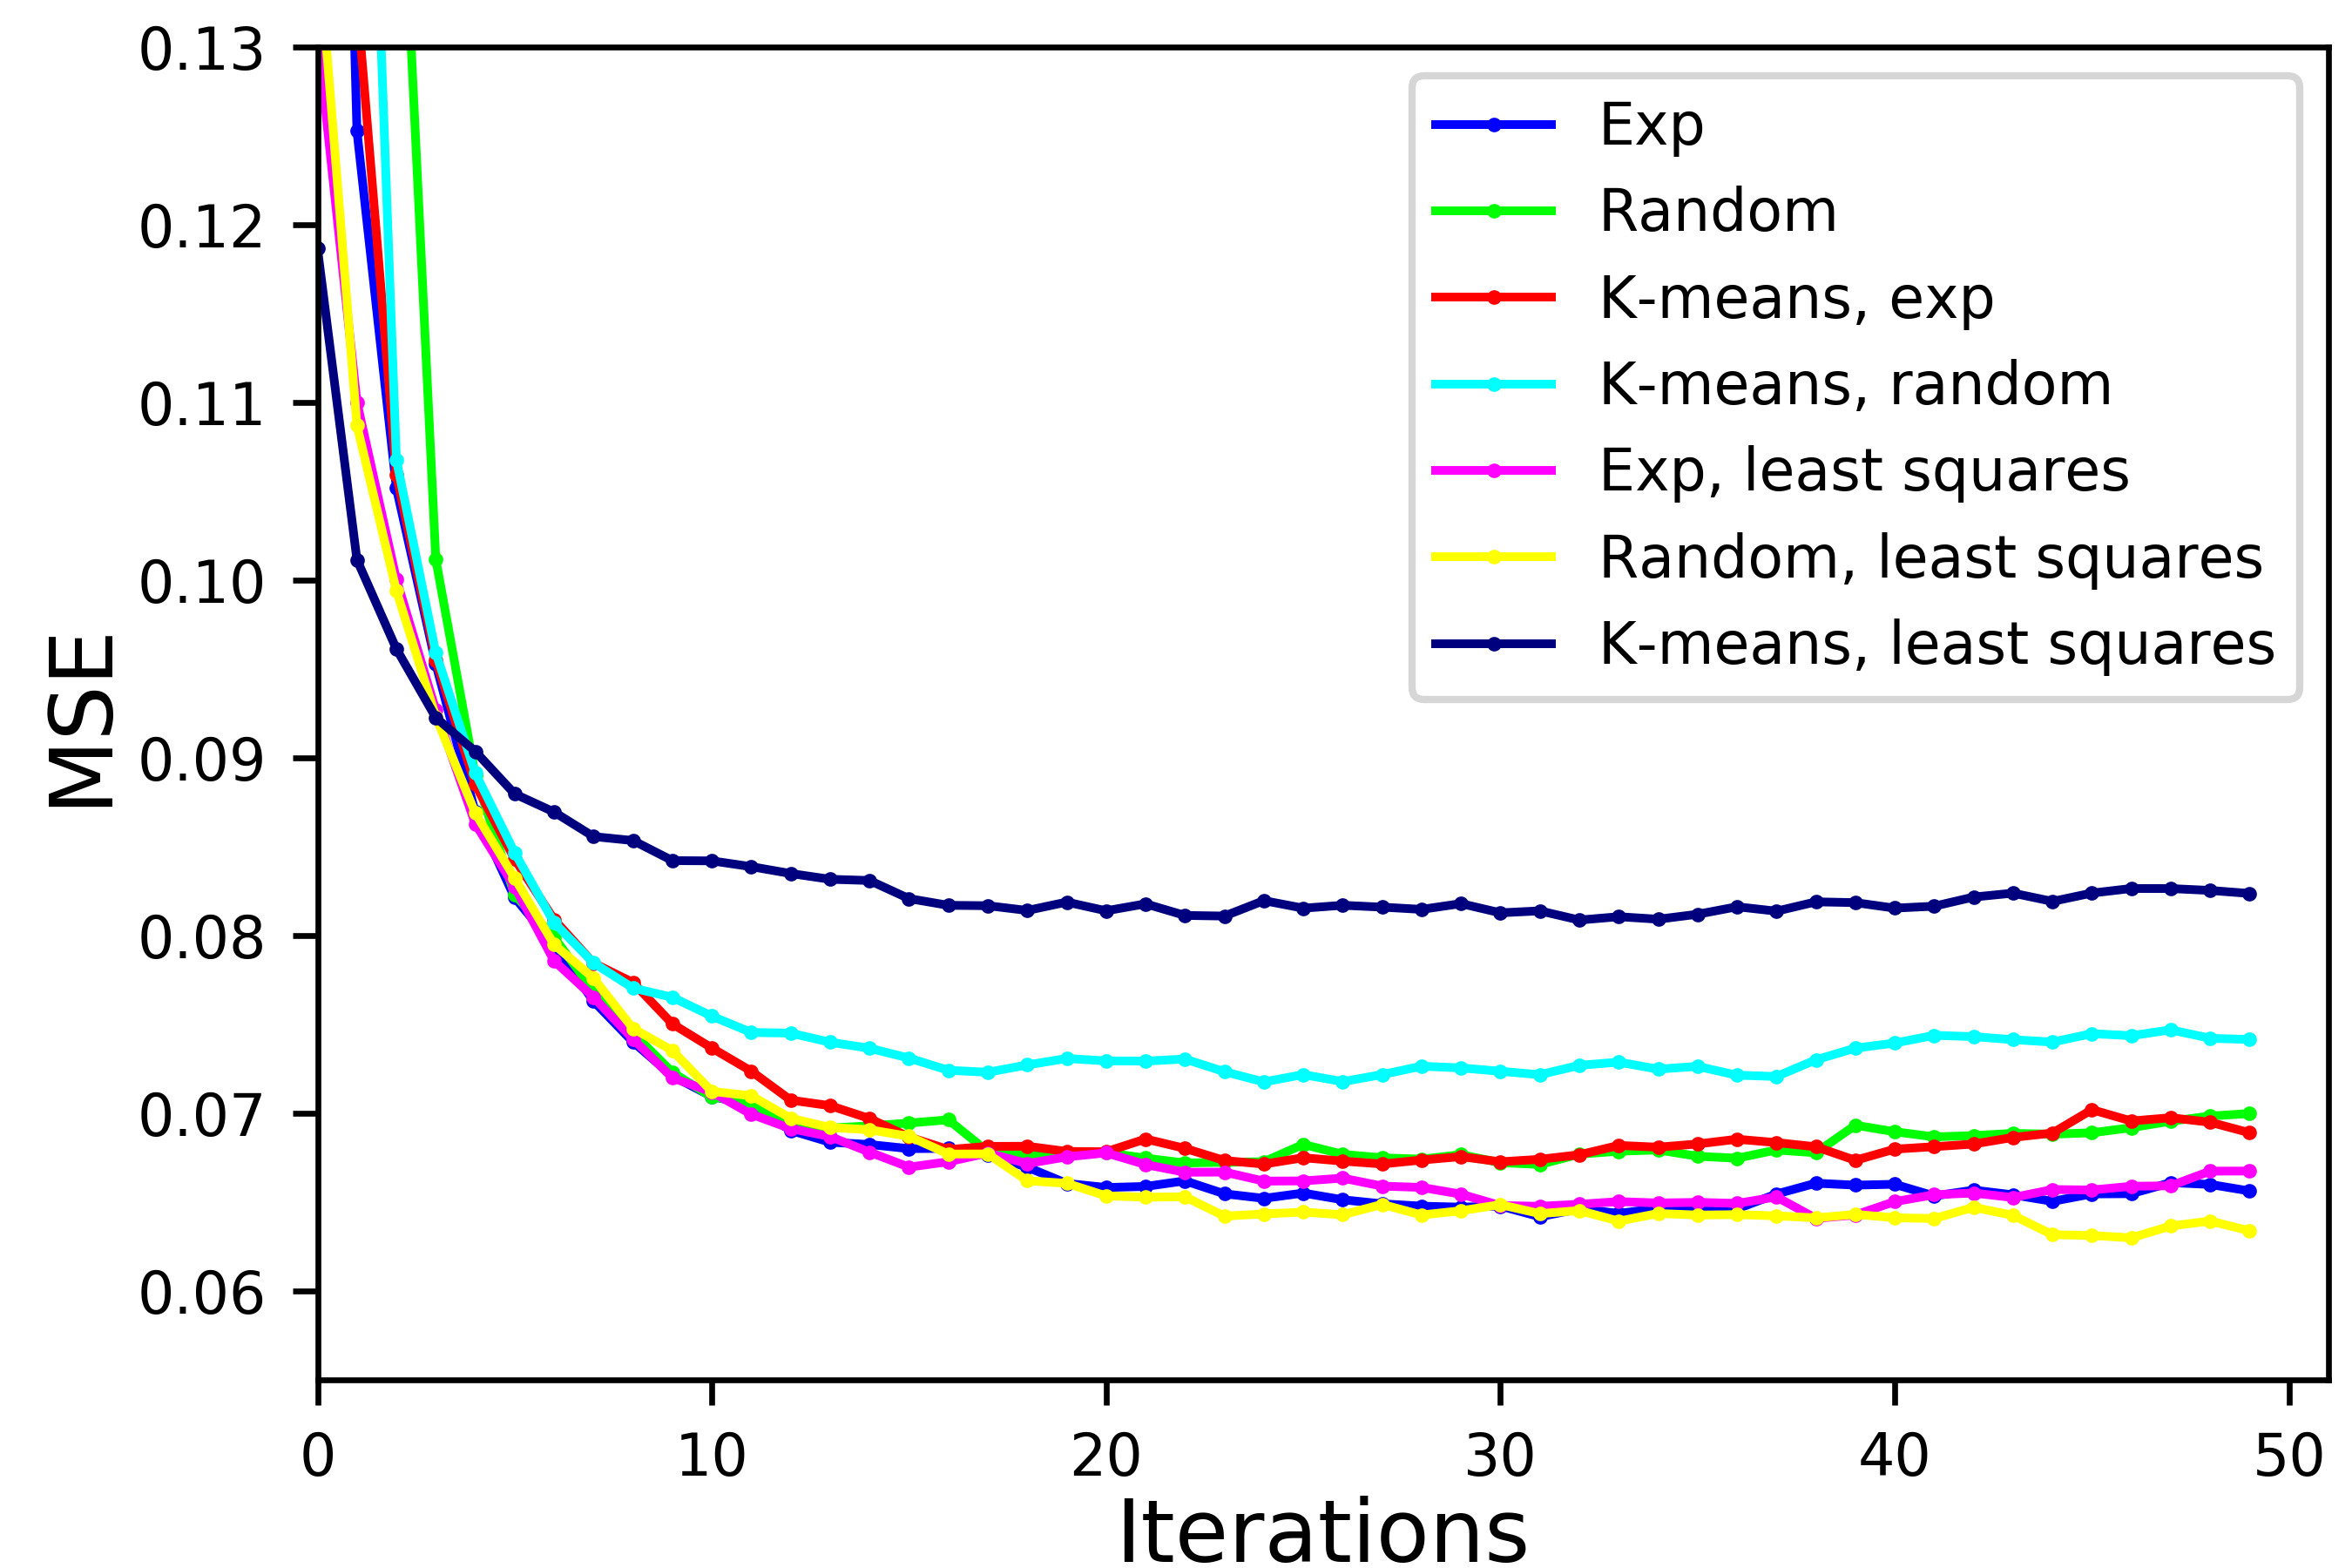 0.13
0.12
0.11
0.10
0.09
0.08
0.07
0.06
MSE
Exp
Random
K-means, exp
K-means, random
Exp, least squares
Random, least squares
K-means, least squares
0 10 20 30 40 50
Iterations